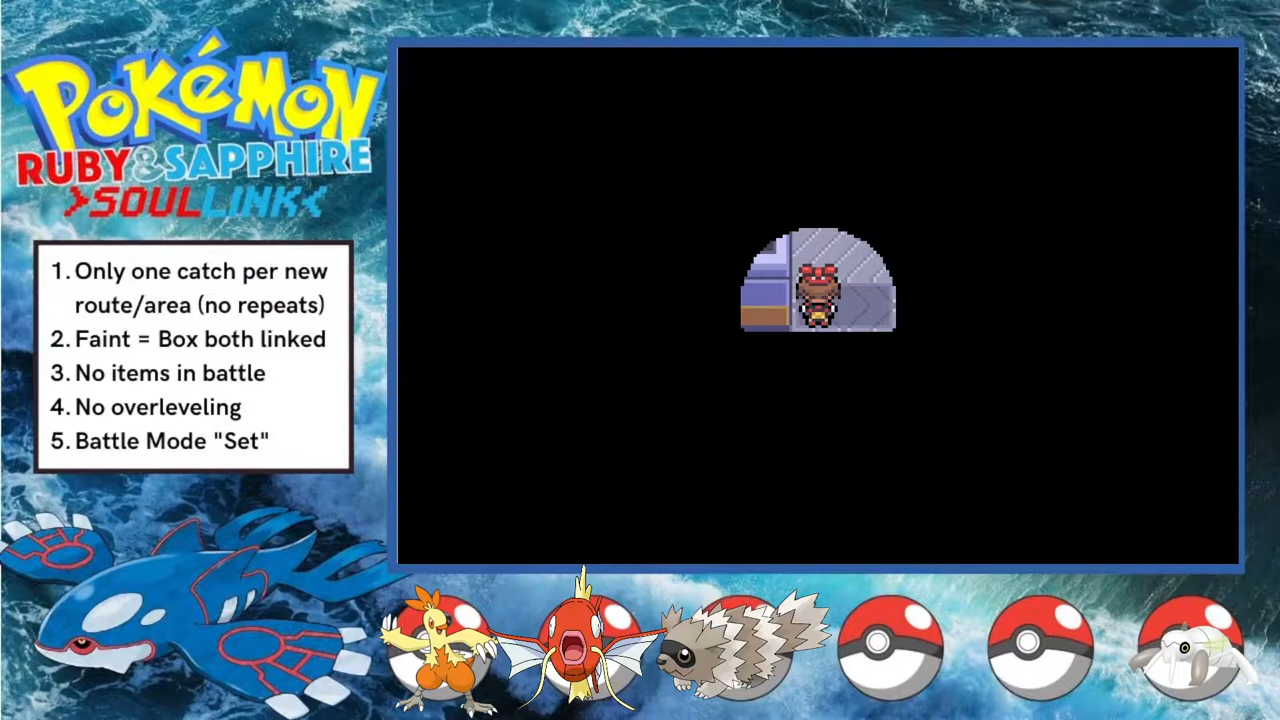 POKÉMON
RUBY&SAPPHIRE
>SOULLINK<
1. Only one catch per new
route/area (no repeats)
2. Faint = Box both linked
3. No items in battle
4. No overleveling
5. Battle Mode "Set"